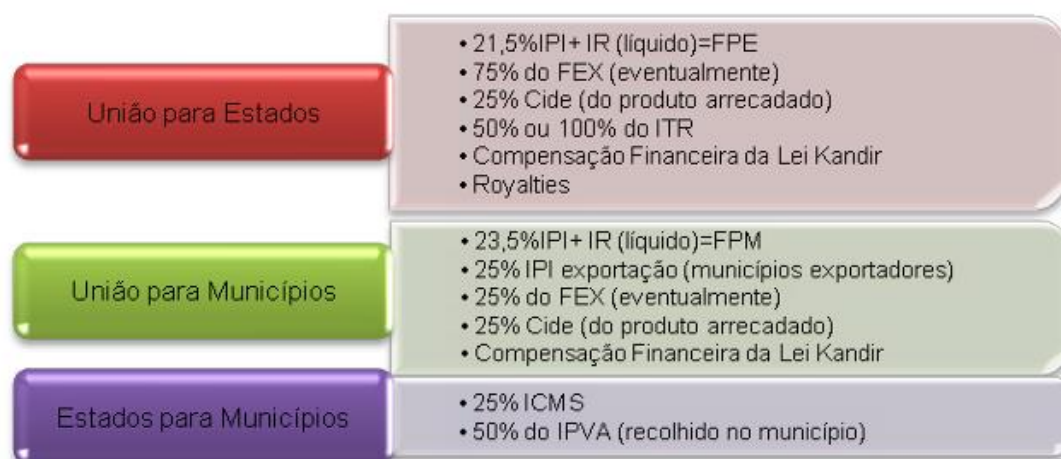 União para Estados
• 21,5%IPI+ IR (líquido)=FPE
• 75% do FEX (eventualmente)
• 25% Cide (do produto arrecadado)
• 50% ou 100% do ITR
• Compensação Financeira da Lei Kandir
• Royalties
União para Municípios
• 23,5%IPI+ IR (líquido)=FPM
• 25% IPI exportação (municípios exportadores)
• 25% do FEX (eventualmente)
• 25% Cide (do produto arrecadado)
• Compensação Financeira da Lei Kandir
Estados para Municípios
• 25% ICMS
• 50% do IPVA (recolhido no município)